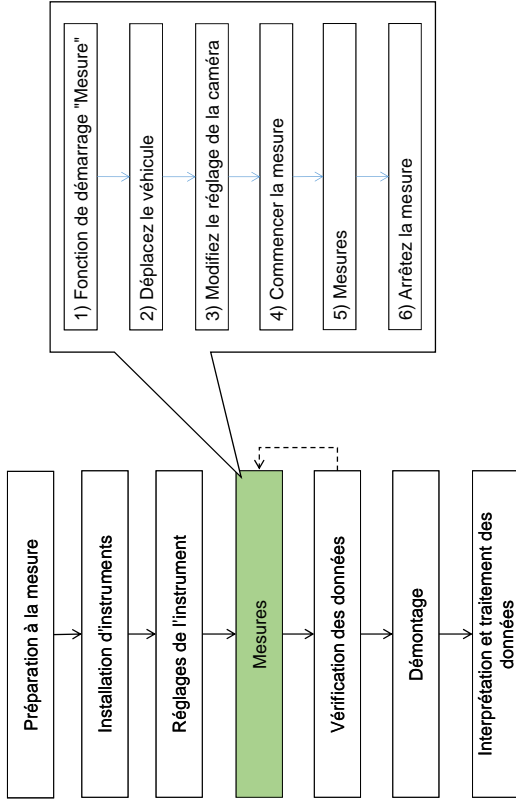 Préparation à la mesure
Installation d'instruments
Réglages de l'instrument
Mesures
Vérification des données
Démontage
Interprétation et traitement des
données
1) Fonction de démarrage "Mesure"
2) Déplacez le véhicule
3) Modifiez le réglage de la caméra
4) Commencer la mesure
5) Mesures
6) Arrêtez la mesure